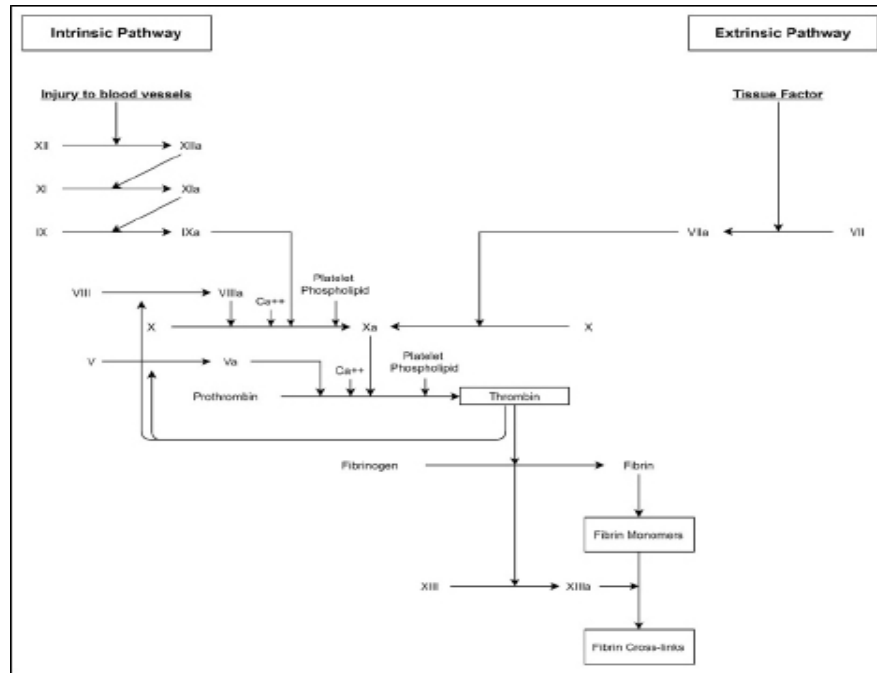 Intrinsic Pathway
Extrinsic Pathway
Injury to blood vessels
Tissue Factor
XII
XIIa
XI
XIa
IX
IXa
VIIa
VII
VIII
VIIIa
Ca++
Platelet
Phospholipid
X
Xa
X
V
Va
Ca++
Platelet
Phospholipid
Prothrombin
Thrombin
Fibrinogen
Fibrin
Fibrin Monomers
XIII
XIIIa
Fibrin Cross-links